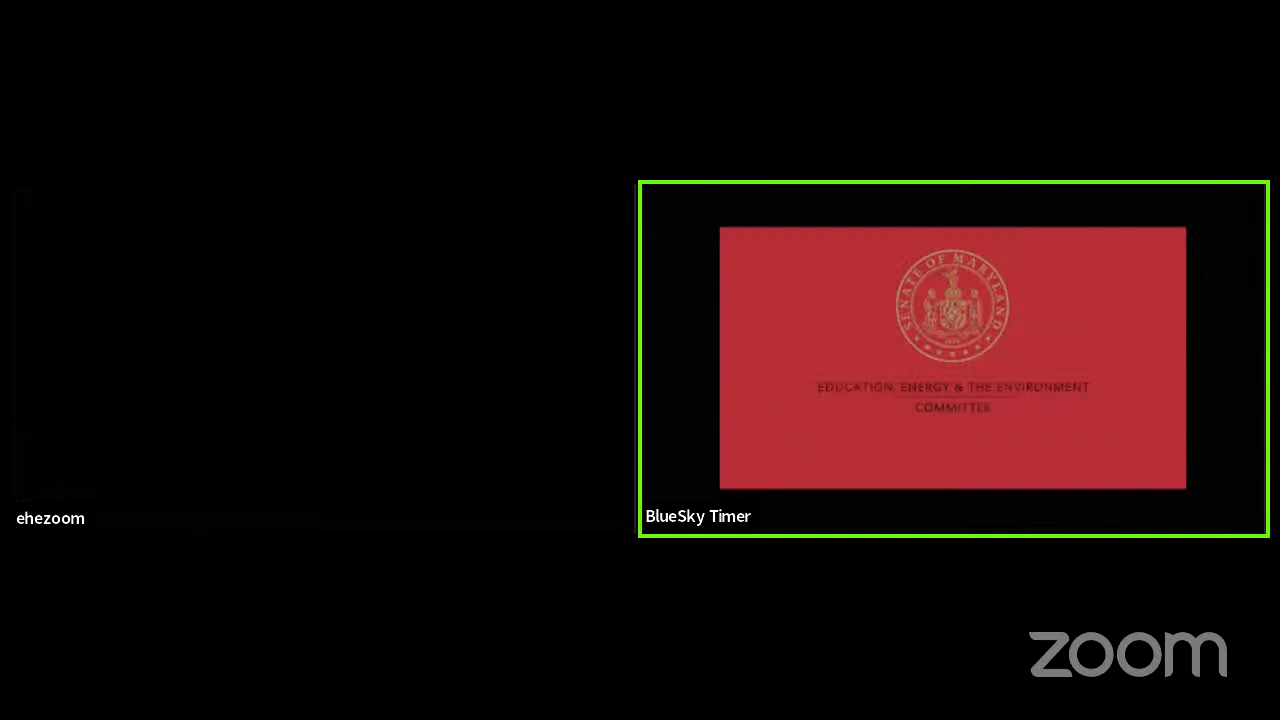 SENATE OF MARYLAND
EDUCATION, ENERGY & THE ENVIRONMENT
COMMITTEE
ehezoom
BlueSky Timer
zoom